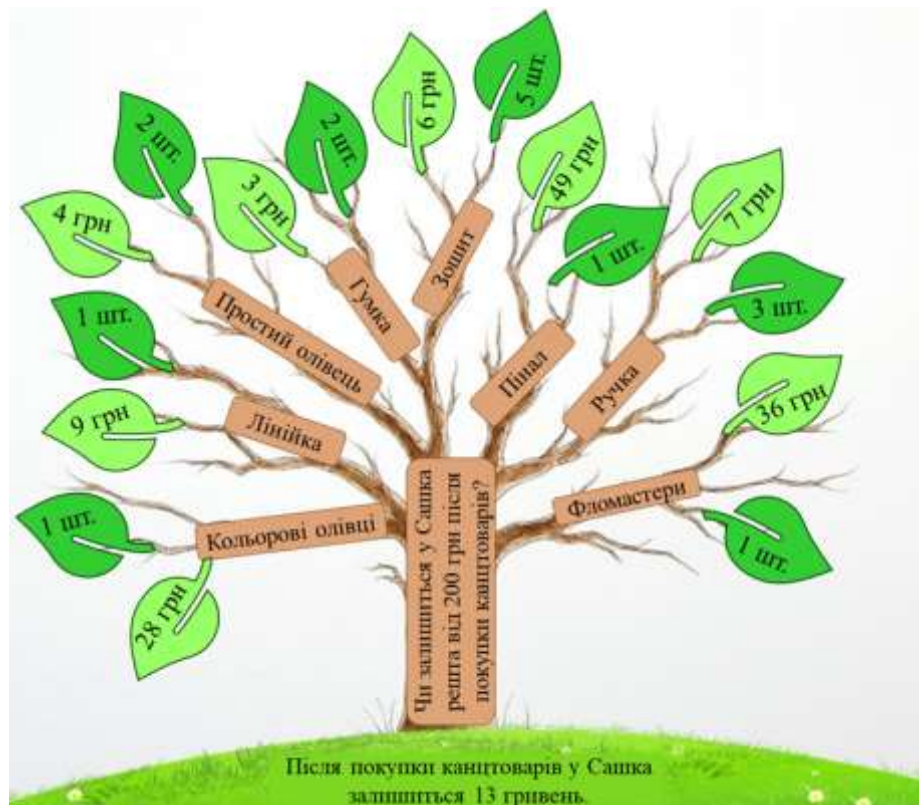 5 шт.
6 грн
2 шт.
2 шт.
49 грн
3 грн
7 грн
4 грн
1 шт.
Зошит
Гумка
3 шт.
1 шт.
Простий олівець
Пінал
Ручка
36 грн
9 грн
Лінійка
Фломастери
1 шт.
Кольорові олівці
1 шт.
28 грн
Чи залишиться у Сашка
решта від 200 грн після
покупки канцтоварів?
Після покупки канцтоварів у Сашка
залишиться 13 гривень.